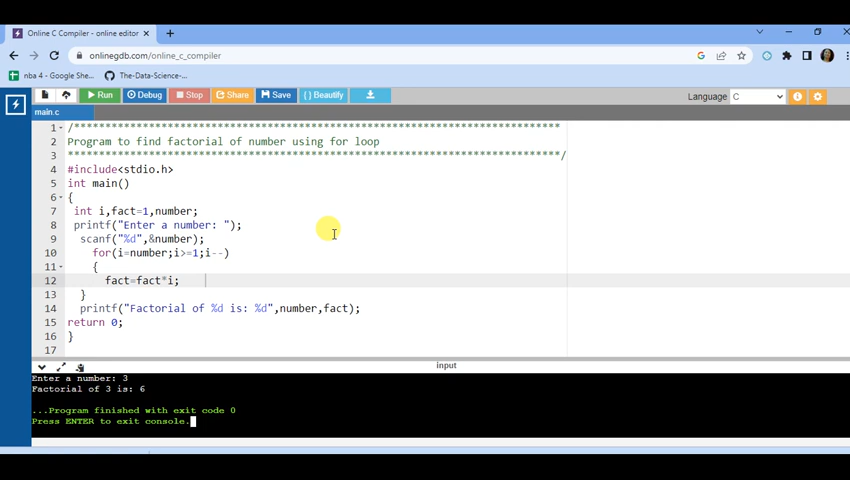 Online C Compiler - online editor
onlinegdb.com/online_c_compiler
nba 4 - Google She...
The-Data-Science-...
Run
Debug
Stop
Share
Save
{ } Beautify
Language
C
main.c
1 /****************************************************************
2 Program to find factorial of number using for loop
3 *****************************************************************/
4 #include<stdio.h>
5 int main()
6 {
7 int i,fact=1,number;
8 printf("Enter a number: ");
9 scanf("%d",&number);
10 for(i=number;i>=1;i--)
11 {
12 fact=fact*i;
13 }
14 printf("Factorial of %d is: %d",number,fact);
15 return 0;
16 }
17
input
Enter a number: 3
Factorial of 3 is: 6
...Program finished with exit code 0
Press ENTER to exit console.